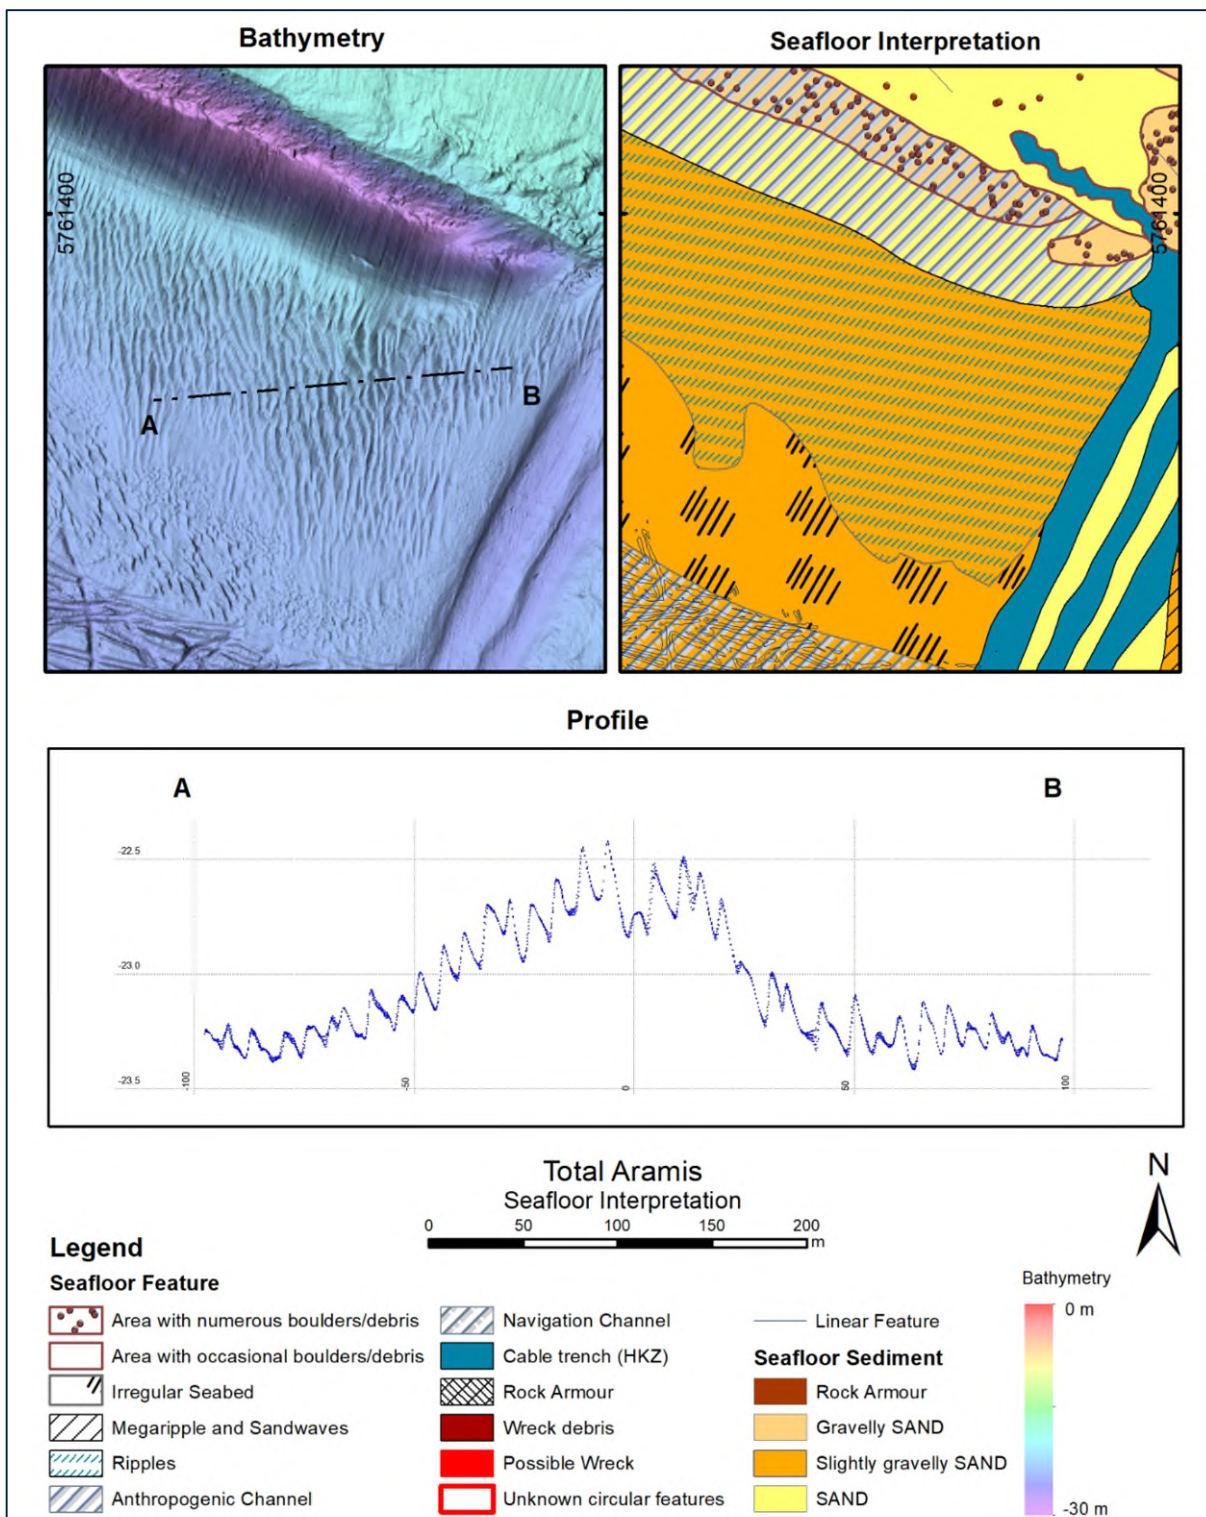 Bathymetry
Seafloor Interpretation
5761400
5761400
A
B
Profile
A
B
-22.5
-23.0
-23.5
-100
-50
0
50
100
Total Aramis
Seafloor Interpretation
0 50 100 150 200
m
N
Legend
Seafloor Feature
Area with numerous boulders/debris
Area with occasional boulders/debris
Irregular Seabed
Megaripple and Sandwaves
Ripples
Anthropogenic Channel
Navigation Channel
Cable trench (HKZ)
Rock Armour
Wreck debris
Possible Wreck
Unknown circular features
Linear Feature
Seafloor Sediment
Rock Armour
Gravelly SAND
Slightly gravelly SAND
SAND
Bathymetry
0 m
-30 m